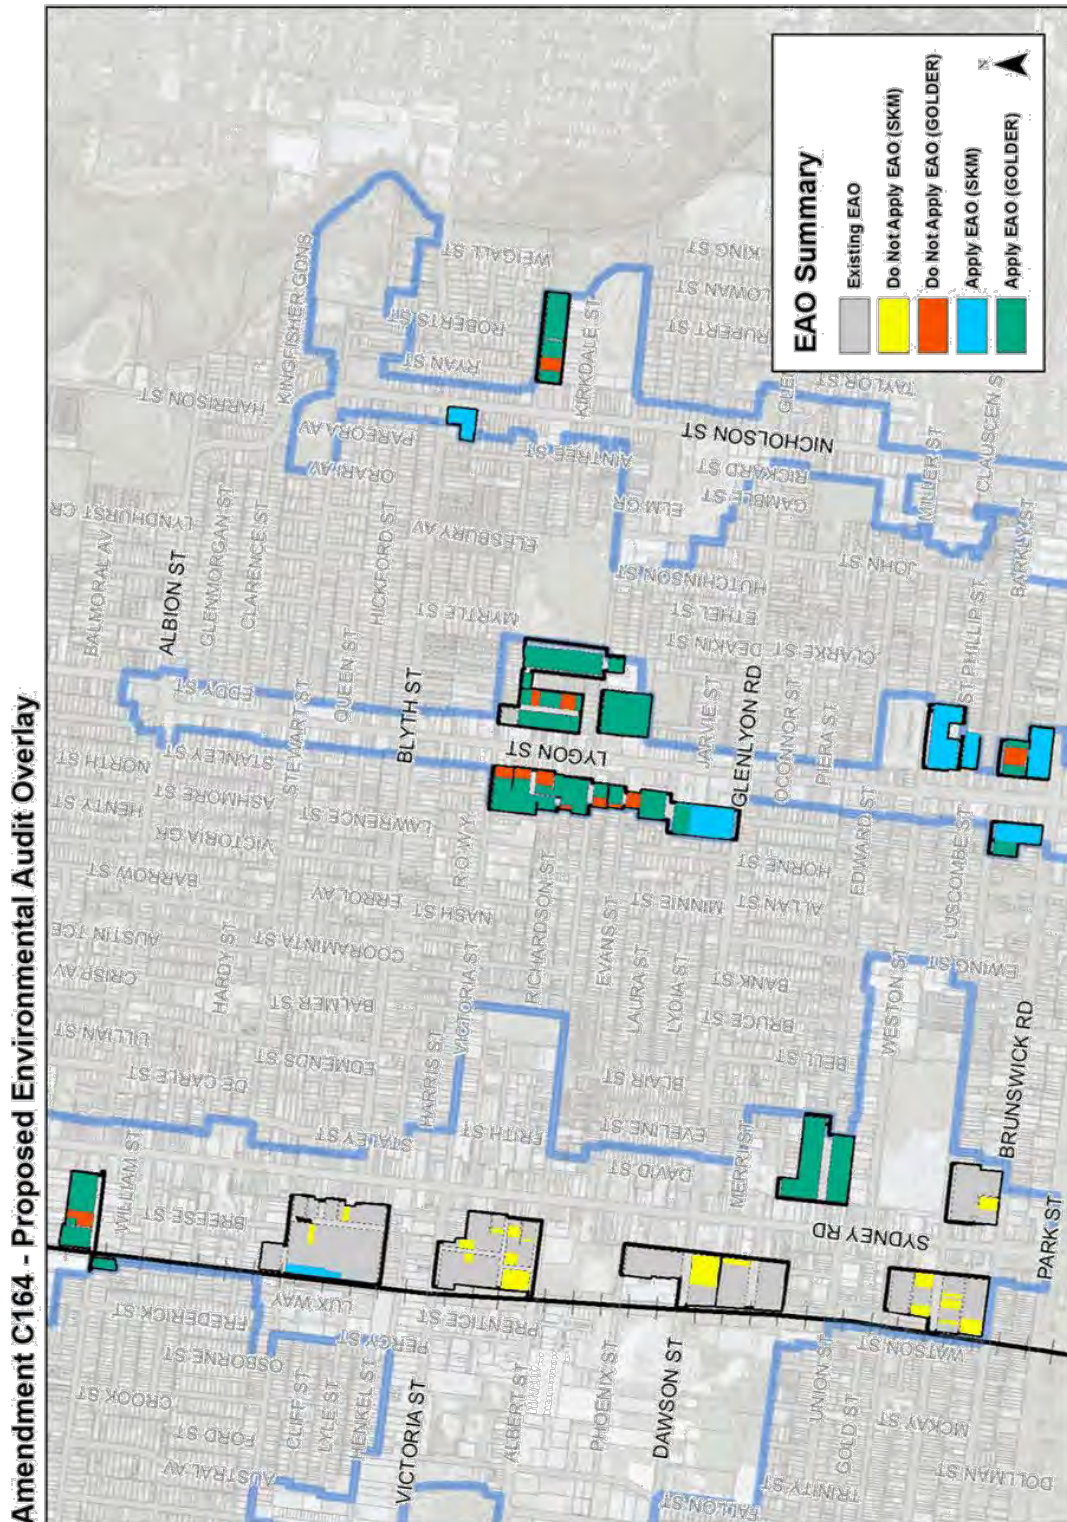 Amendment C164 - Proposed Environmental Audit Overlay
EAO Summary
Existing EAO
Do Not Apply EAO (SKM)
Do Not Apply EAO (GOLDER)
Apply EAO (SKM)
Apply EAO (GOLDER)
N
BALMORAL AV
LYNDHURST CR
ALBION ST
GLENMORGAN ST
CLARENCE ST
HARRISON ST
KINGFISHER GDNS
PAREORA AV
ORARI AV
HICKFORD ST
ELESBURY AV
MYRTLE ST
QUEEN ST
BLYTH ST
EDDY ST
STANLEY ST
STEWART ST
NORTH ST
HENTY ST
ASHMORE ST
VICTORIA GR
BARROW ST
LAWRENCE ST
ERROL AV
COORAMINTA ST
NASH ST
R.O.W.Y
AUSTIN TCE
CRISP AV
HARDY ST
BALMER ST
LILLIAN ST
DE CARLE ST
EDMENDS ST
STALEY ST
HARRIS ST
VICTORIA ST
WILLIAM ST
BREESE ST
FRITH ST
RICHARDSON ST
EVANS ST
LAURA ST
LYDIA ST
MINNIE ST
BLAIR ST
EVELINE ST
DAVID ST
MERRI ST
BRUCE ST
BANK ST
BELL ST
ALLAN ST
HORNE ST
EDWARD ST
WESTON ST
EWING ST
LUSCOMBE ST
BRUNSWICK RD
SYDNEY RD
PARK ST
LYGON ST
GLENLYON RD
JARVIE ST
OCONNOR ST
PIERA ST
CLARKE ST
DEAKIN ST
ETHEL ST
HUTCHINSON ST
ELM GR
AINTREE ST
GAMBLE ST
RICKARD ST
NICHOLSON ST
JOHN ST
MILLER ST
PHILLIP ST
BARKLY ST
CLAUSCEN S
TAYLOR ST
GLE
RUPERT ST
LOWAN ST
KING ST
KIRKDALE ST
WEIGALL ST
ROBERTS ST
RYAN ST
LUX WAY
FREDERICK ST
OSBORNE ST
CROOK ST
FORD ST
AUSTRAL AV
CLIFF ST
LYLE ST
HENKEL ST
PERCY ST
VICTORIA ST
PRENTICE ST
ALBERT ST
PHOENIX ST
DAWSON ST
FALLON ST
TRINITY ST
UNION ST
GOLD ST
WATSON ST
MCKAY ST
DOLLMAN ST